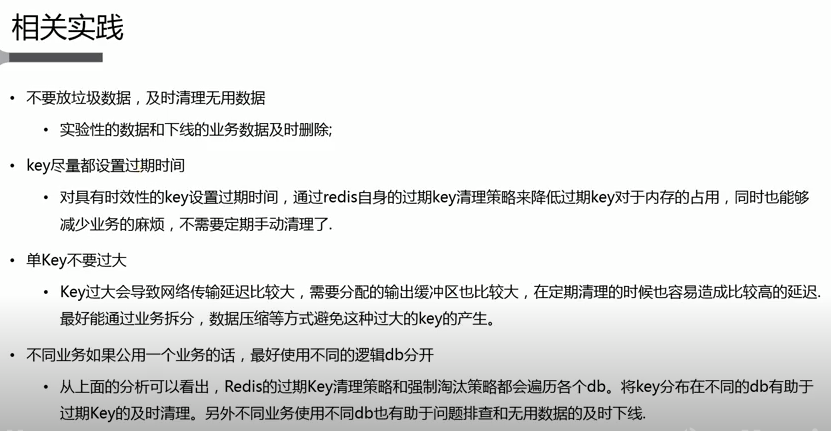 相关实践
• 不要放垃圾数据，及时清理无用数据
• 实验性的数据和下线的业务数据及时删除;
• key尽量都设置过期时间
• 对具有时效性的key设置过期时间，通过redis自身的过期key清理策略来降低过期key对于内存的占用，同时也能够
减少业务的麻烦，不需要定期手动清理了.
• 单Key不要过大
• Key过大会导致网络传输延迟比较大，需要分配的输出缓冲区也比较大，在定期清理的时候也容易造成比较高的延迟.
最好能通过业务拆分，数据压缩等方式避免这种过大的key的产生。
• 不同业务如果公用一个业务的话，最好使用不同的逻辑db分开
• 从上面的分析可以看出，Redis的过期Key清理策略和强制淘汰策略都会遍历各个db。将key分布在不同的db有助于
过期Key的及时清理。另外不同业务使用不同db也有助于问题排查和无用数据的及时下线.